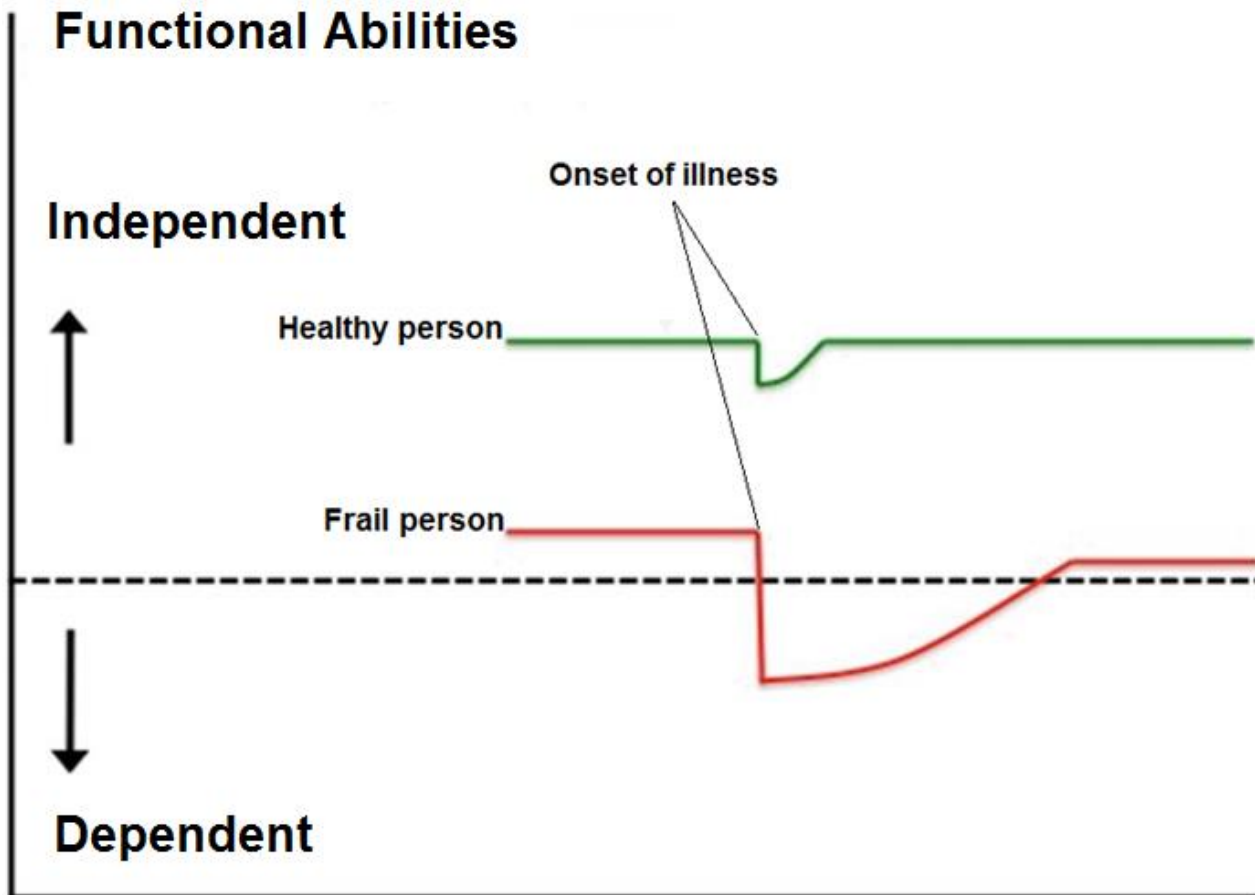 Functional Abilities
Onset of illness
Independent
Healthy person
Frail person
Dependent